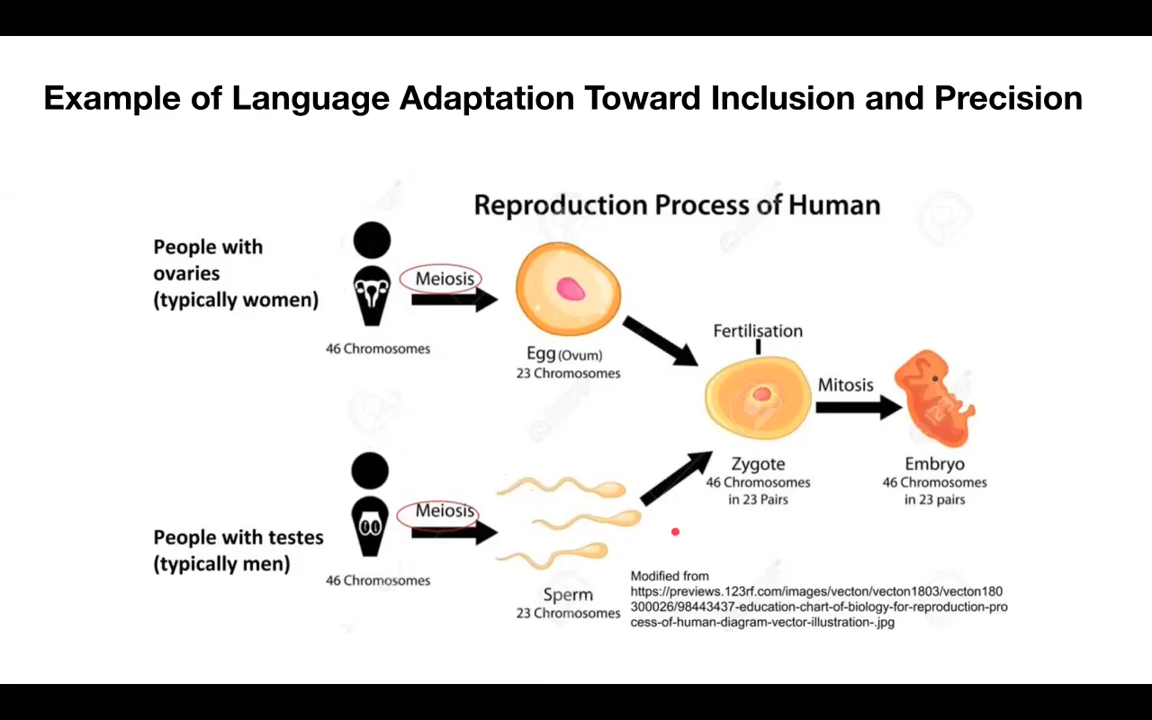 Example of Language Adaptation Toward Inclusion and Precision
Reproduction Process of Human
People with
ovaries
(typically women)
46 Chromosomes
Meiosis
Egg (Ovum)
23 Chromosomes
Fertilisation
Zygote
46 Chromosomes
in 23 Pairs
Mitosis
Embryo
46 Chromosomes
in 23 pairs
People with testes
(typically men)
46 Chromosomes
Meiosis
Sperm
23 Chromosomes
Modified from
https://previews.123rf.com/images/vecton/vecton1803/vecton180
300026/98443437-education-chart-of-biology-for-reproduction-pro
cess-of-human-diagram-vector-illustration-.jpg